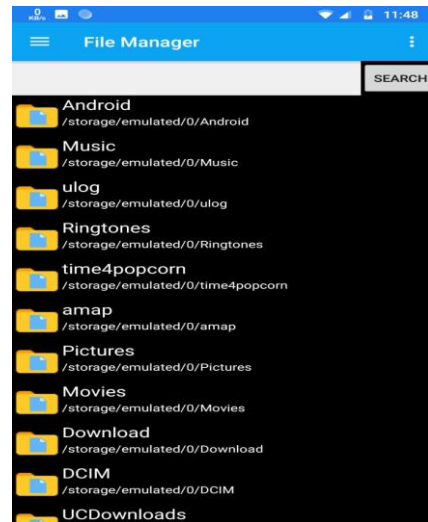 0
KB/s
11:48
File Manager
SEARCH
Android
/storage/emulated/0/Android
Music
/storage/emulated/0/Music
ulog
/storage/emulated/0/ulog
Ringtones
/storage/emulated/0/Ringtones
time4popcorn
/storage/emulated/0/time4popcorn
amap
/storage/emulated/0/amap
Pictures
/storage/emulated/0/Pictures
Movies
/storage/emulated/0/Movies
Download
/storage/emulated/0/Download
DCIM
/storage/emulated/0/DCIM
UCDownloads